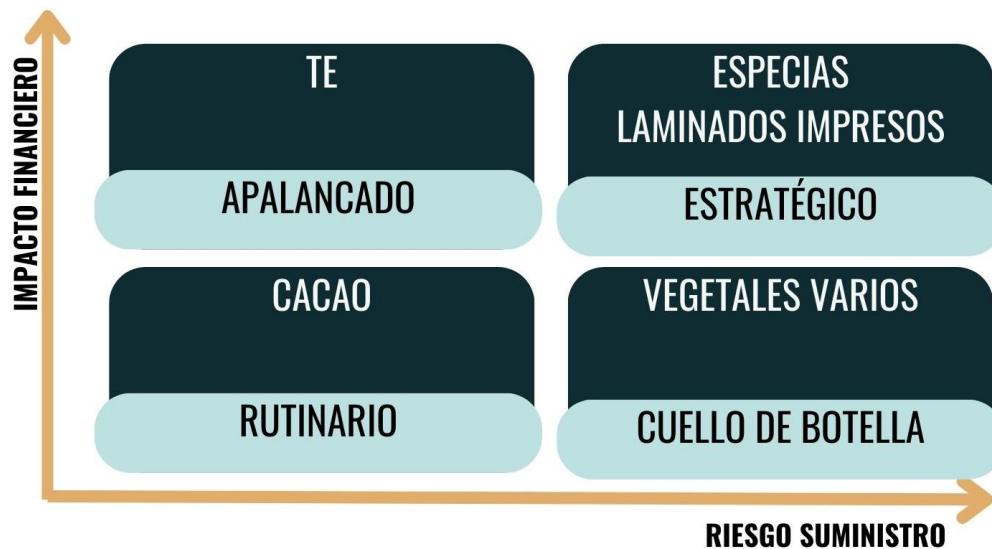 IMPACTO FINANCIERO
TE
APALANCADO
ESPECIAS
LAMINADOS IMPRESOS
ESTRATÉGICO
CACAO
RUTINARIO
VEGETALES VARIOS
CUELLO DE BOTELLA
RIESGO SUMINISTRO